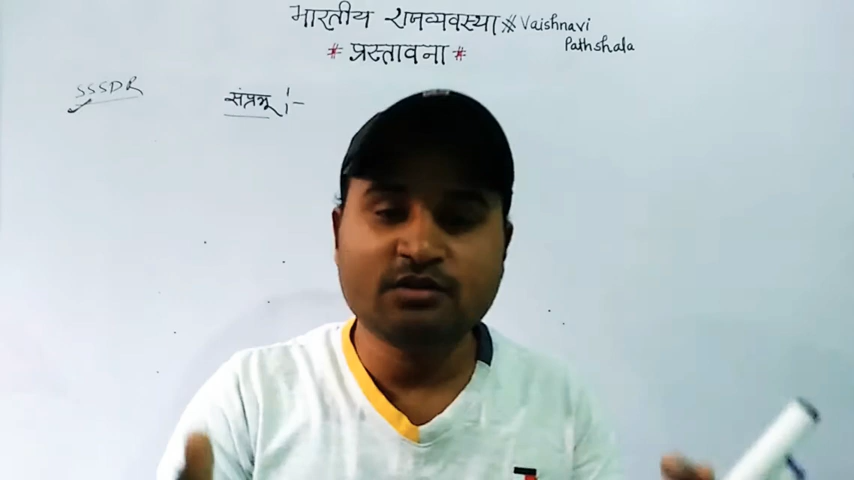 भारतीय राजव्यवस्था ※ Vaishnavi
Pathshala
# प्रस्तावना #
SSSDR
संप्रभू :-